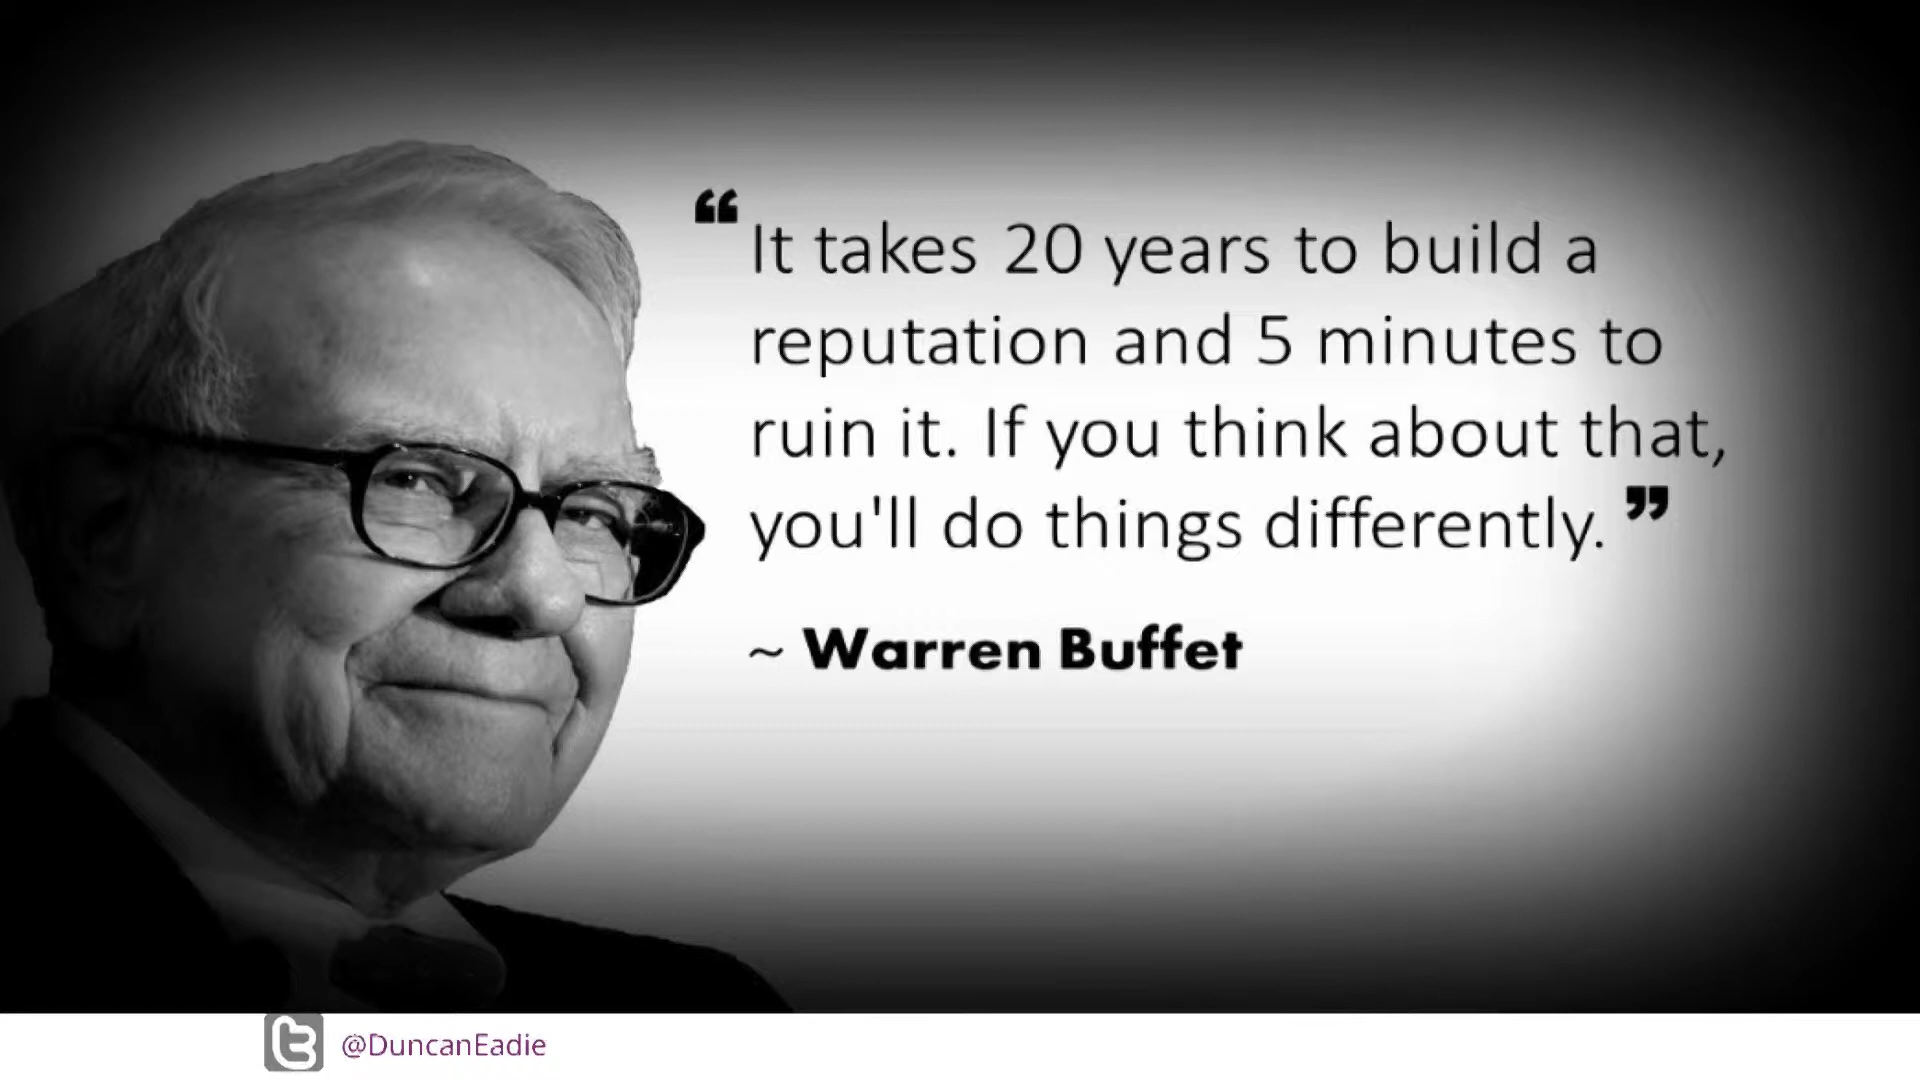 “It takes 20 years to build a
reputation and 5 minutes to
ruin it. If you think about that,
you'll do things differently.”
~ Warren Buffet
@DuncanEadie